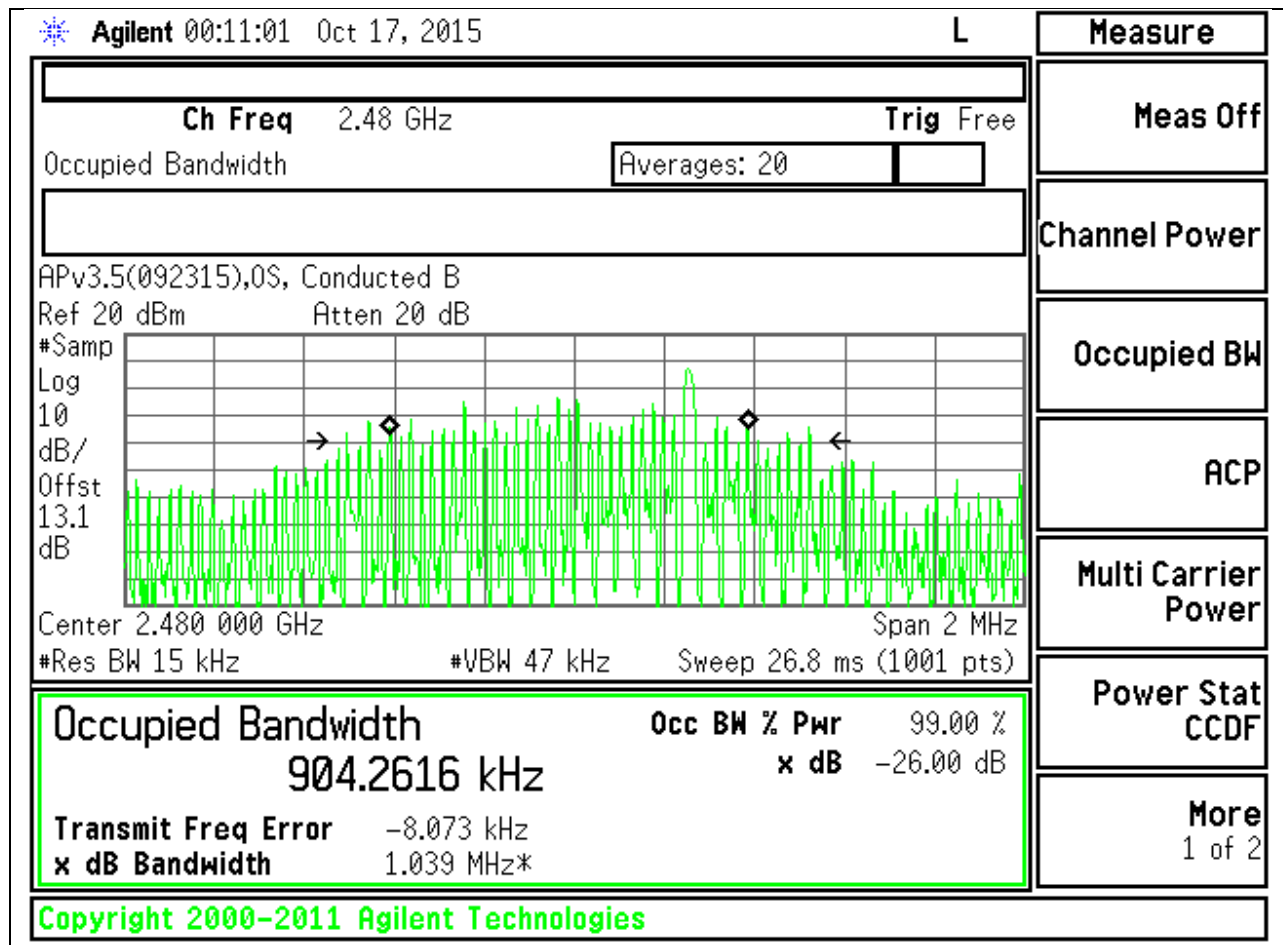 Agilent 00:11:01 Oct 17, 2015 L
Measure
Ch Freq 2.48 GHz Trig Free
Occupied Bandwidth Averages: 20
APv3.5(092315),OS, Conducted B
Ref 20 dBm Atten 20 dB
#Samp
Log
10
dB/
Offst
13.1
dB
Center 2.480 000 GHz Span 2 MHz
#Res BW 15 kHz #VBW 47 kHz Sweep 26.8 ms (1001 pts)
Occupied Bandwidth Occ BW % Pwr 99.00 %
904.2616 kHz x dB -26.00 dB
Transmit Freq Error -8.073 kHz
x dB Bandwidth 1.039 MHz*
Meas Off
Channel Power
Occupied BW
ACP
Multi Carrier
Power
Power Stat
CCDF
More
1 of 2
Copyright 2000-2011 Agilent Technologies